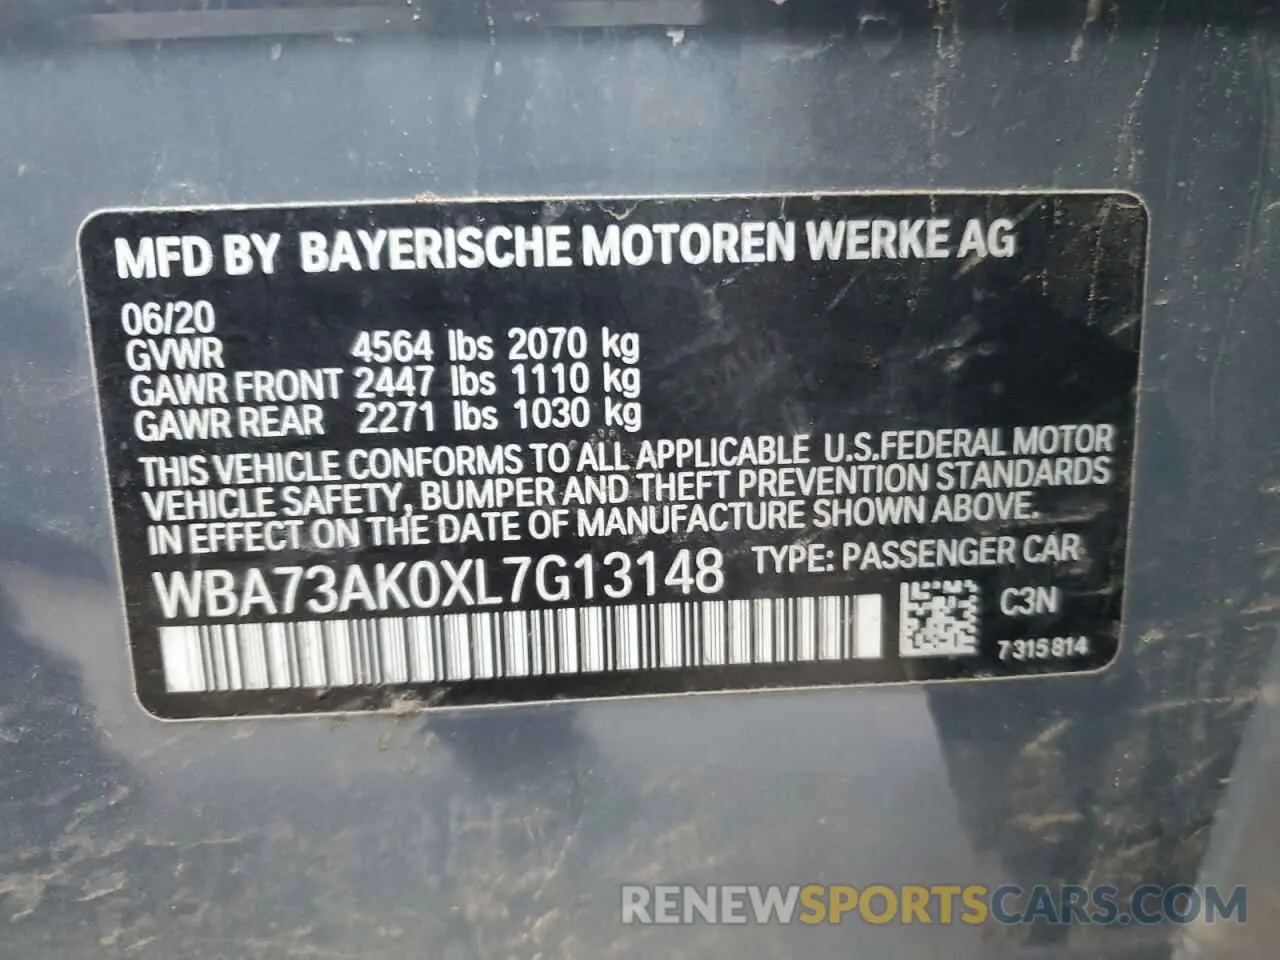 MFD BY BAYERISCHE MOTOREN WERKE AG
06/20
GVWR 4564 lbs 2070 kg
GAWR FRONT 2447 lbs 1110 kg
GAWR REAR 2271 lbs 1030 kg
THIS VEHICLE CONFORMS TO ALL APPLICABLE U.S.FEDERAL MOTOR
VEHICLE SAFETY, BUMPER AND THEFT PREVENTION STANDARDS
IN EFFECT ON THE DATE OF MANUFACTURE SHOWN ABOVE.
WBA73AK0XL7G13148 TYPE: PASSENGER CAR
C3N
7315814
RENEWSPORTSCARS.COM